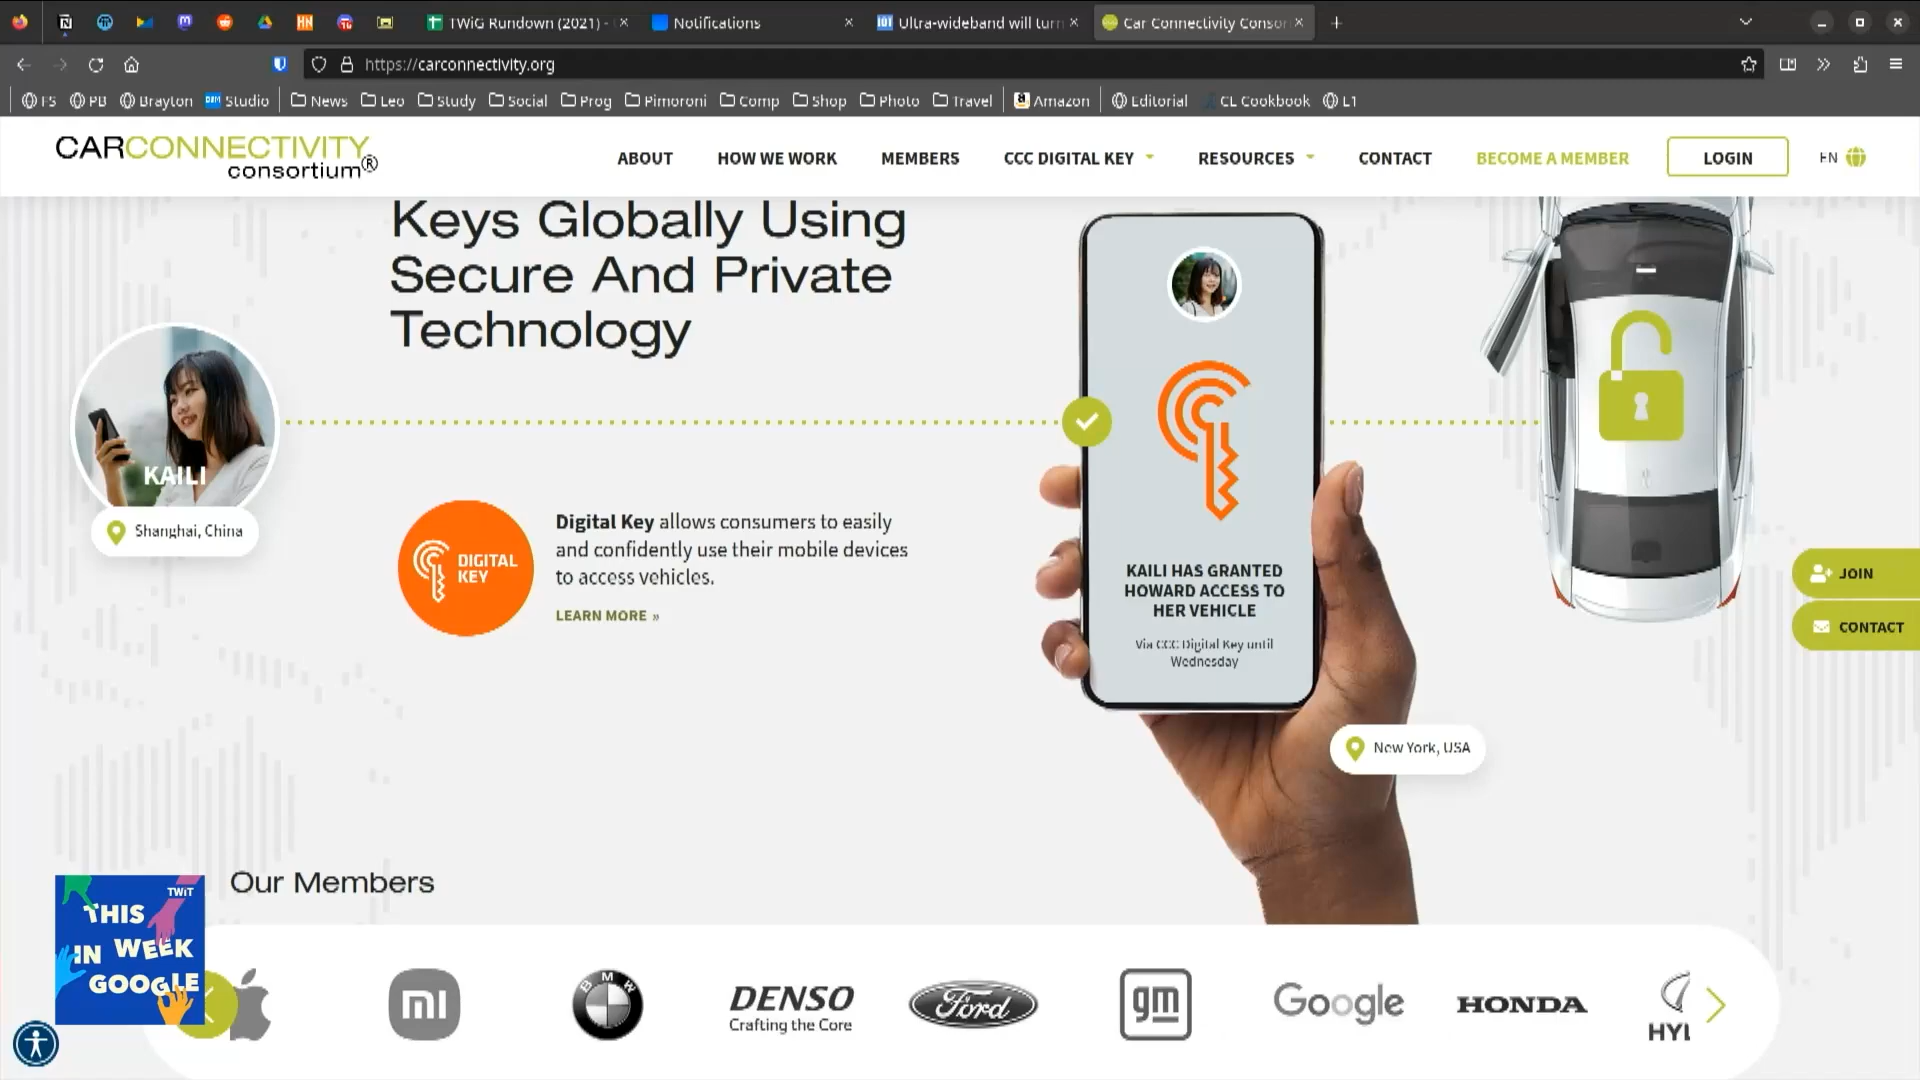 TWiG Rundown (2021) -
Notifications
Ultra-wideband will turn
Car Connectivity Consor
https://carconnectivity.org
FS
PB
Brayton
Studio
News
Leo
Study
Social
Prog
Pimoroni
Comp
Shop
Photo
Travel
Amazon
Editorial
CL Cookbook
L1
CARCONNECTIVITY
consortium®
ABOUT
HOW WE WORK
MEMBERS
CCC DIGITAL KEY
RESOURCES
CONTACT
BECOME A MEMBER
LOGIN
EN
Keys Globally Using
Secure And Private
Technology
KAILI
Shanghai, China
DIGITAL
KEY
Digital Key allows consumers to easily
and confidently use their mobile devices
to access vehicles.
LEARN MORE »
KAILI HAS GRANTED
HOWARD ACCESS TO
HER VEHICLE
Via CCC Digital Key until
Wednesday
New York, USA
JOIN
CONTACT
Our Members
TWiT
THIS
IN WEEK
GOOGLE
mi
BMW
DENSO
Crafting the Core
Ford
gm
Google
HONDA
HYU